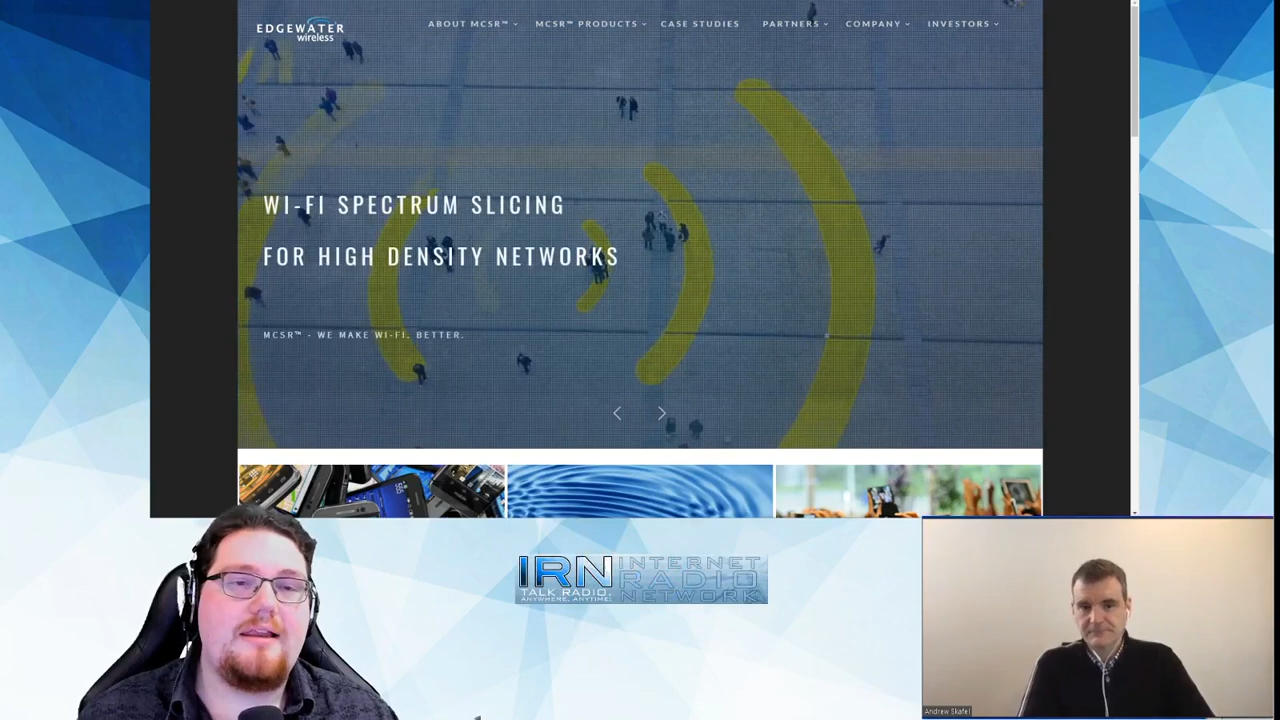 EDGEWATER
wireless
ABOUT MCSR™
MCSR™ PRODUCTS
CASE STUDIES
PARTNERS
COMPANY
INVESTORS
WI-FI SPECTRUM SLICING
FOR HIGH DENSITY NETWORKS
MCSR™ - WE MAKE WI-FI. BETTER.
IRN
TALK RADIO.
ANYWHERE, ANYTIME.
INTERNET
RADIO
NETWORK
Andrew Skafel